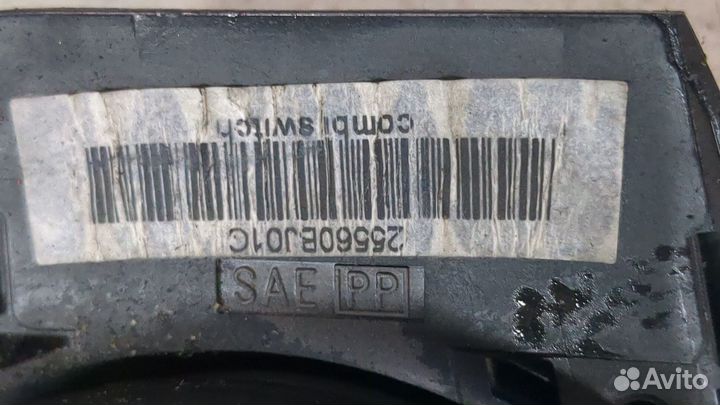 combi switch
25560BJ01C
SAE PP
Avito